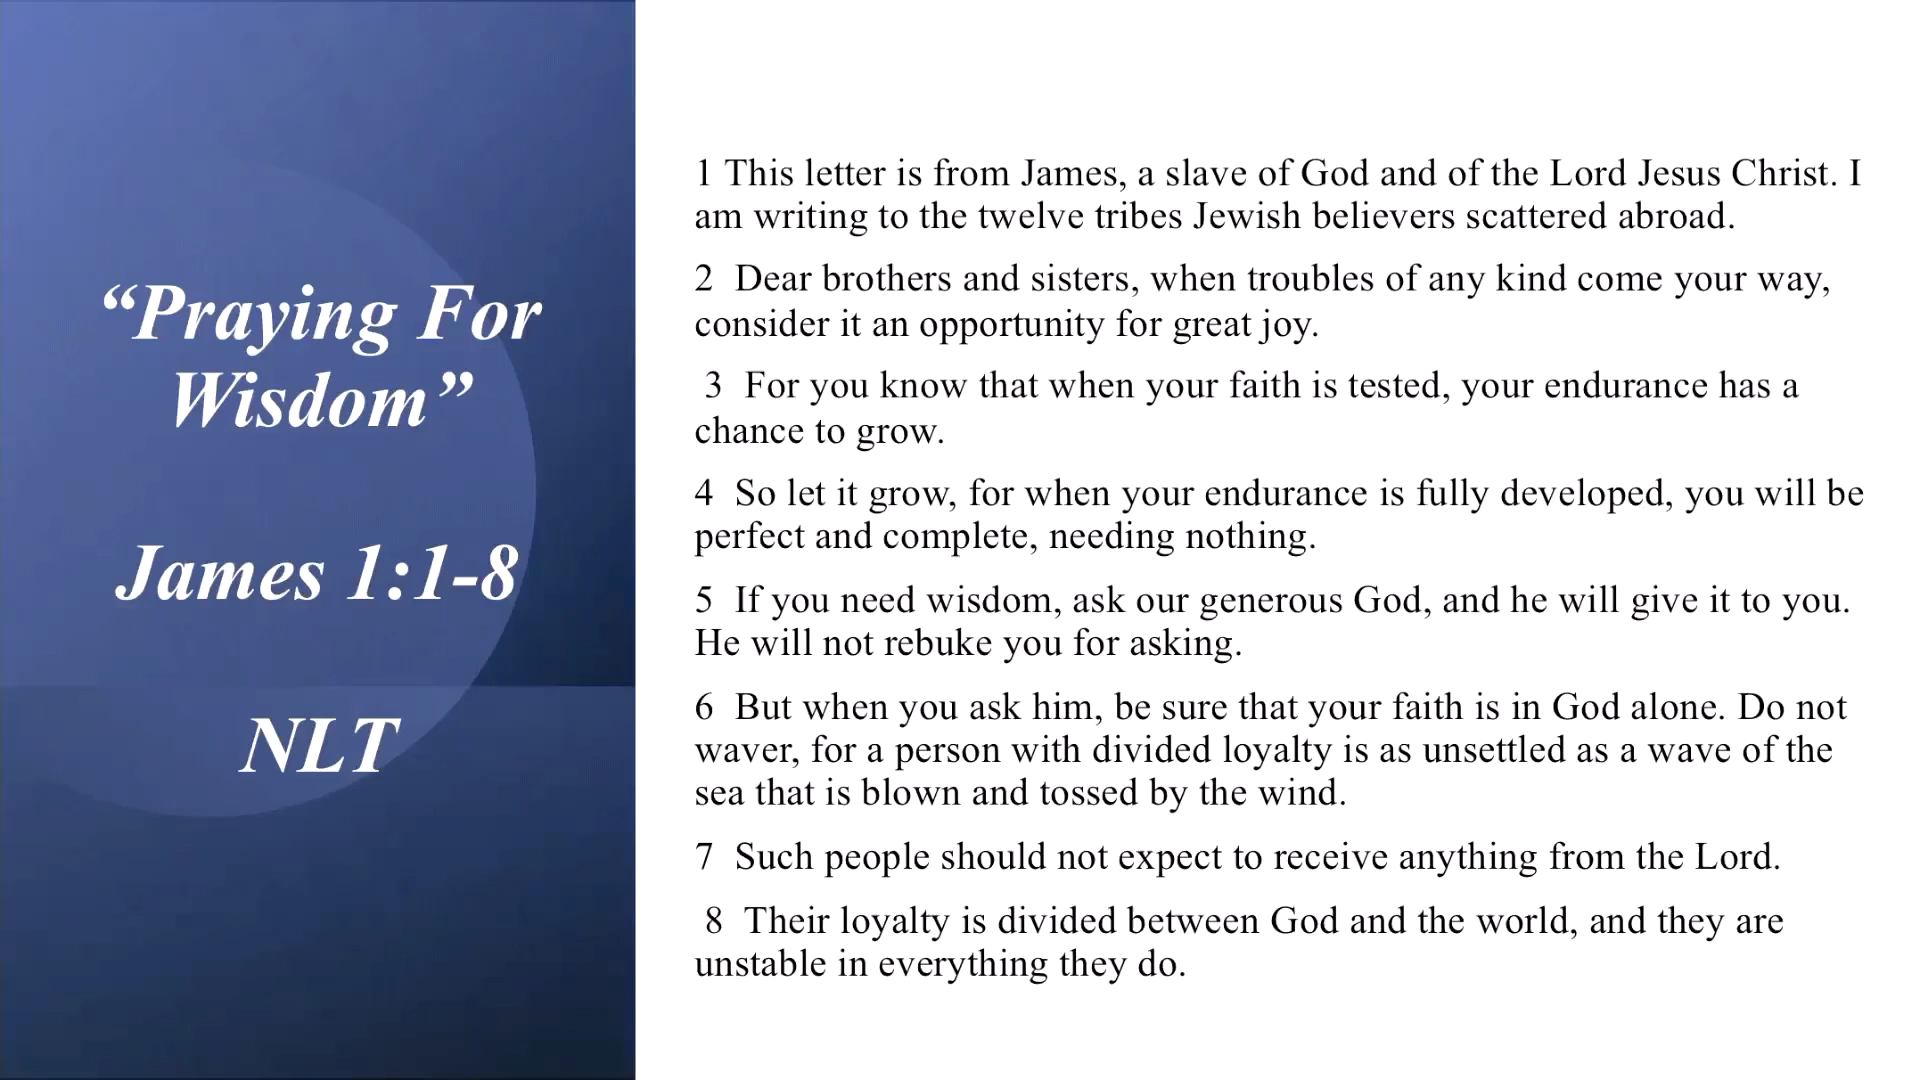 “Praying For
Wisdom”
James 1:1-8
NLT
1 This letter is from James, a slave of God and of the Lord Jesus Christ. I
am writing to the twelve tribes Jewish believers scattered abroad.
2 Dear brothers and sisters, when troubles of any kind come your way,
consider it an opportunity for great joy.
3 For you know that when your faith is tested, your endurance has a
chance to grow.
4 So let it grow, for when your endurance is fully developed, you will be
perfect and complete, needing nothing.
5 If you need wisdom, ask our generous God, and he will give it to you.
He will not rebuke you for asking.
6 But when you ask him, be sure that your faith is in God alone. Do not
waver, for a person with divided loyalty is as unsettled as a wave of the
sea that is blown and tossed by the wind.
7 Such people should not expect to receive anything from the Lord.
8 Their loyalty is divided between God and the world, and they are
unstable in everything they do.